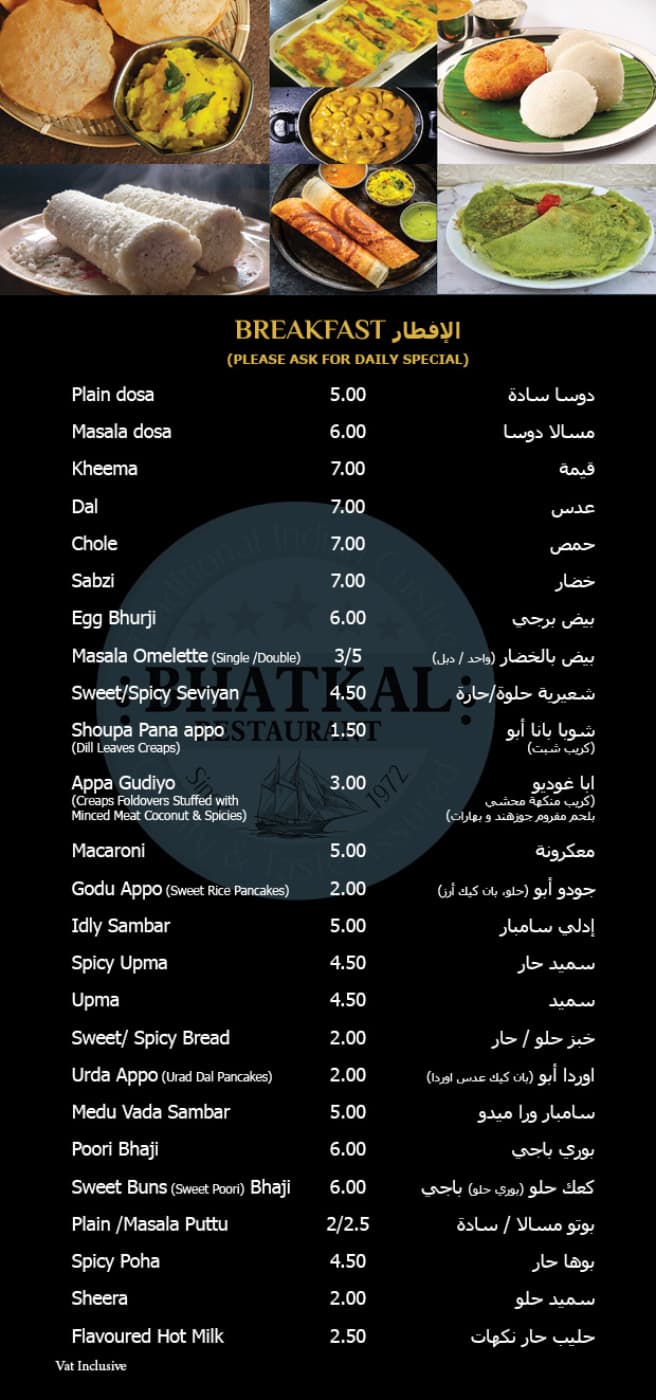 BREAKFAST الإفطار
(PLEASE ASK FOR DAILY SPECIAL)
Plain dosa 5.00 دوسا سادة
Masala dosa 6.00 مسالا دوسا
Kheema 7.00 قيمة
Dal 7.00 عدس
Chole 7.00 حمص
Sabzi 7.00 خضار
Egg Bhurji 6.00 بيض برجي
Masala Omelette (Single /Double) 3/5 بيض بالخضار (واحد / دبل)
Sweet/Spicy Seviyan 4.50 شعيرية حلوة/حارة
Shoupa Pana appo 1.50 شوبا بانا أبو
(Dill Leaves Creaps) (كريب شبت)
Appa Gudiyo 3.00 ابا غوديو
(Creaps Foldovers Stuffed with (كريب منكهة محشي
Minced Meat Coconut & Spicies) بلحم مفروم جوزهند و بهارات)
Macaroni 5.00 معكرونة
Godu Appo (Sweet Rice Pancakes) 2.00 جودو أبو (حلو، بان كيك أرز)
Idly Sambar 5.00 إدلي سامبار
Spicy Upma 4.50 سميد حار
Upma 4.50 سميد
Sweet/ Spicy Bread 2.00 خبز حلو / حار
Urda Appo (Urad Dal Pancakes) 2.00 اوردا أبو (بان كيك عدس اوردا)
Medu Vada Sambar 5.00 سامبار ورا ميدو
Poori Bhaji 6.00 بوري باجي
Sweet Buns (Sweet Poori) Bhaji 6.00 كعك حلو (بوري حلو) باجي
Plain /Masala Puttu 2/2.5 بوتو مسالا / سادة
Spicy Poha 4.50 بوها حار
Sheera 2.00 سميد حلو
Flavoured Hot Milk 2.50 حليب حار نكهات
Vat Inclusive
BHATKAL
RESTAURANT
Since 1972